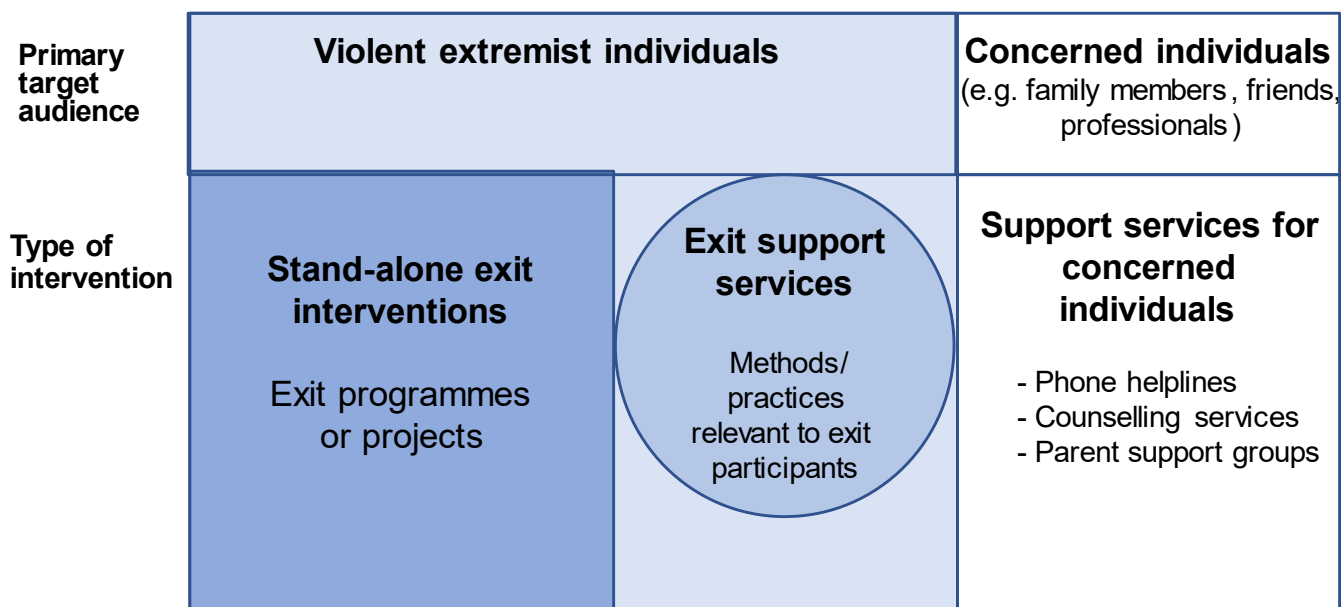 Primary
target
audience
Violent extremist individuals
Concerned individuals
(e.g. family members, friends,
professionals)
Type of
intervention
Stand-alone exit
interventions
Exit programmes
or projects
Exit support
services
Methods/
practices
relevant to exit
participants
Support services for
concerned
individuals
- Phone helplines
- Counselling services
- Parent support groups